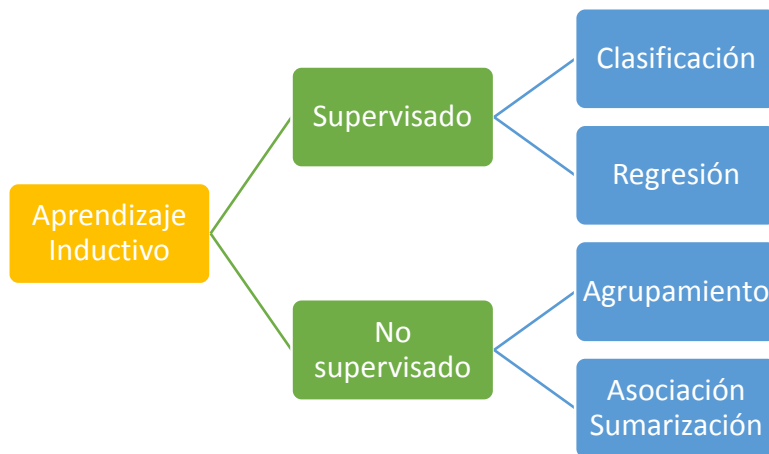 Aprendizaje
Inductivo
Supervisado
Clasificación
Regresión
No
supervisado
Agrupamiento
Asociación
Sumarización